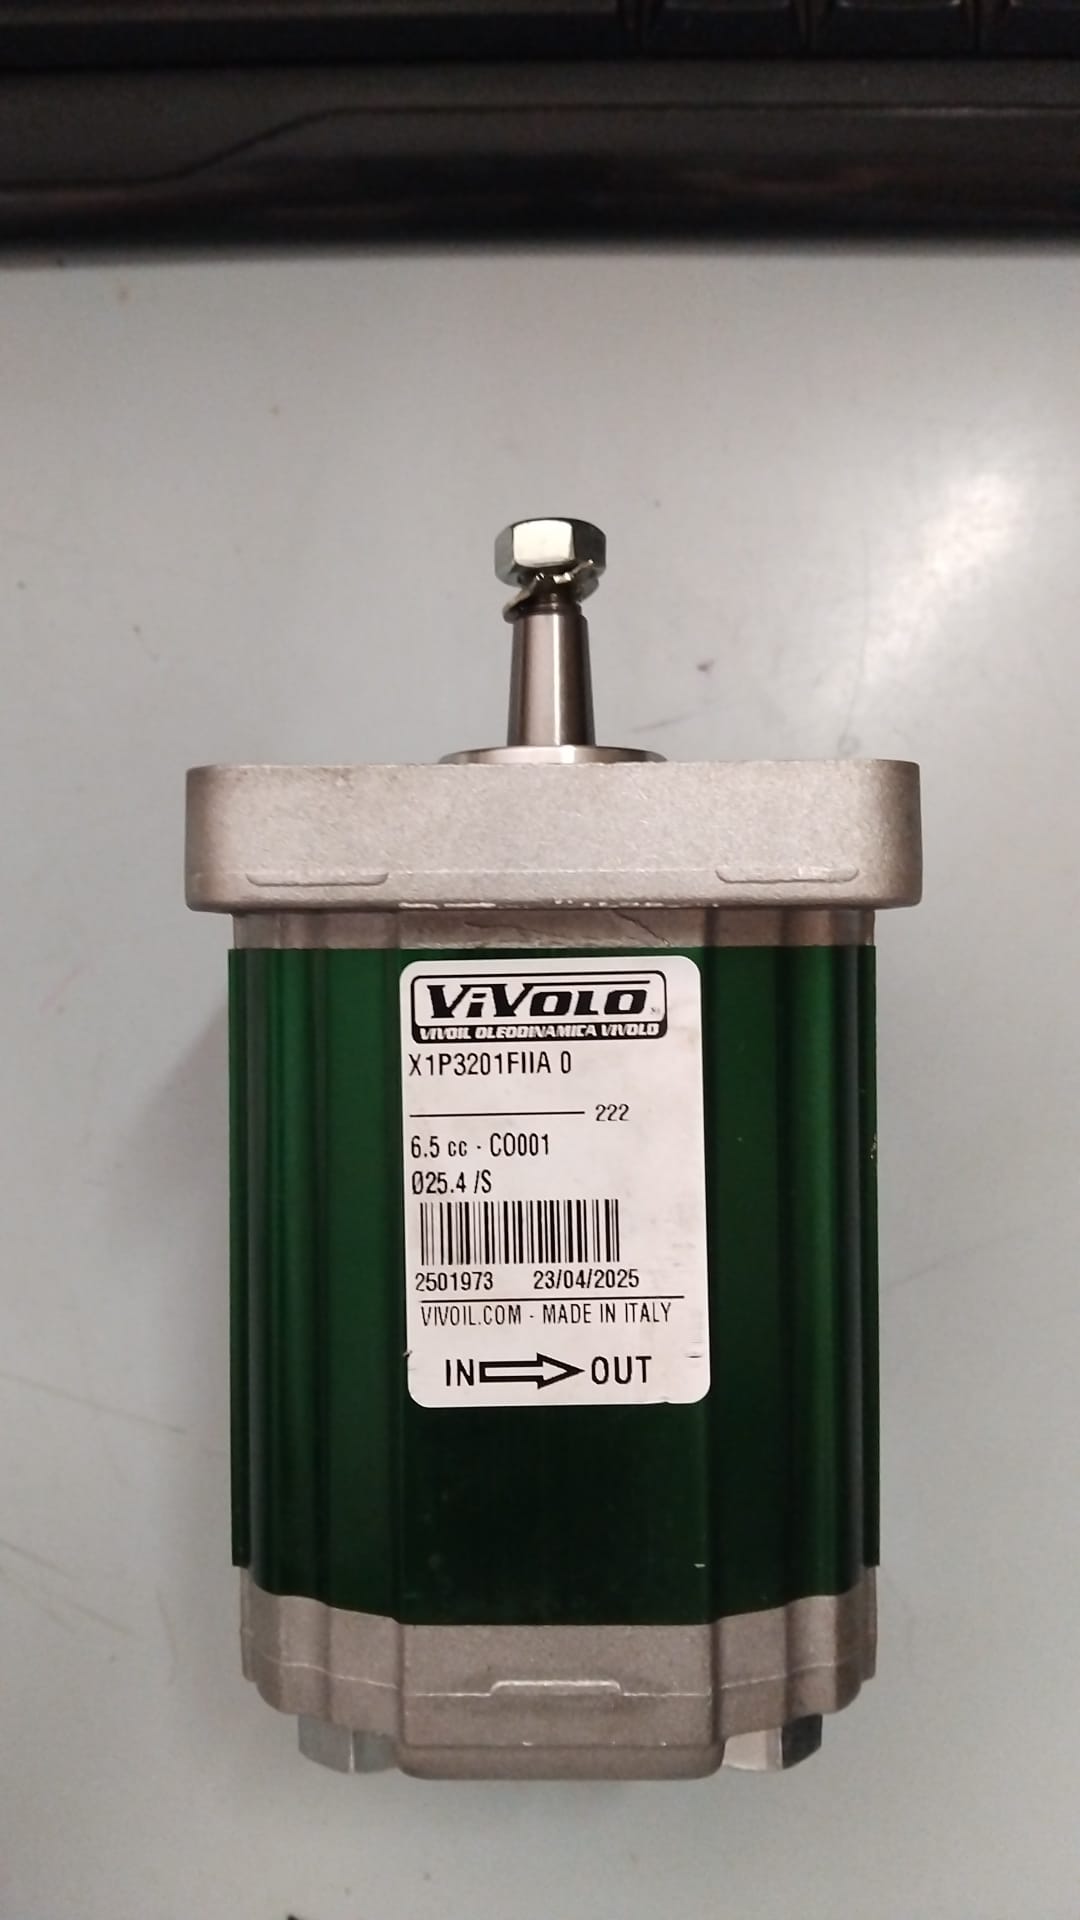 ViVOLO
VIVOIL OLEODINAMICA VIVOLO
X1P3201FIIA 0
222
6.5 cc - CO001
Ø25.4 /S
2501973 23/04/2025
VIVOIL.COM - MADE IN ITALY
IN OUT